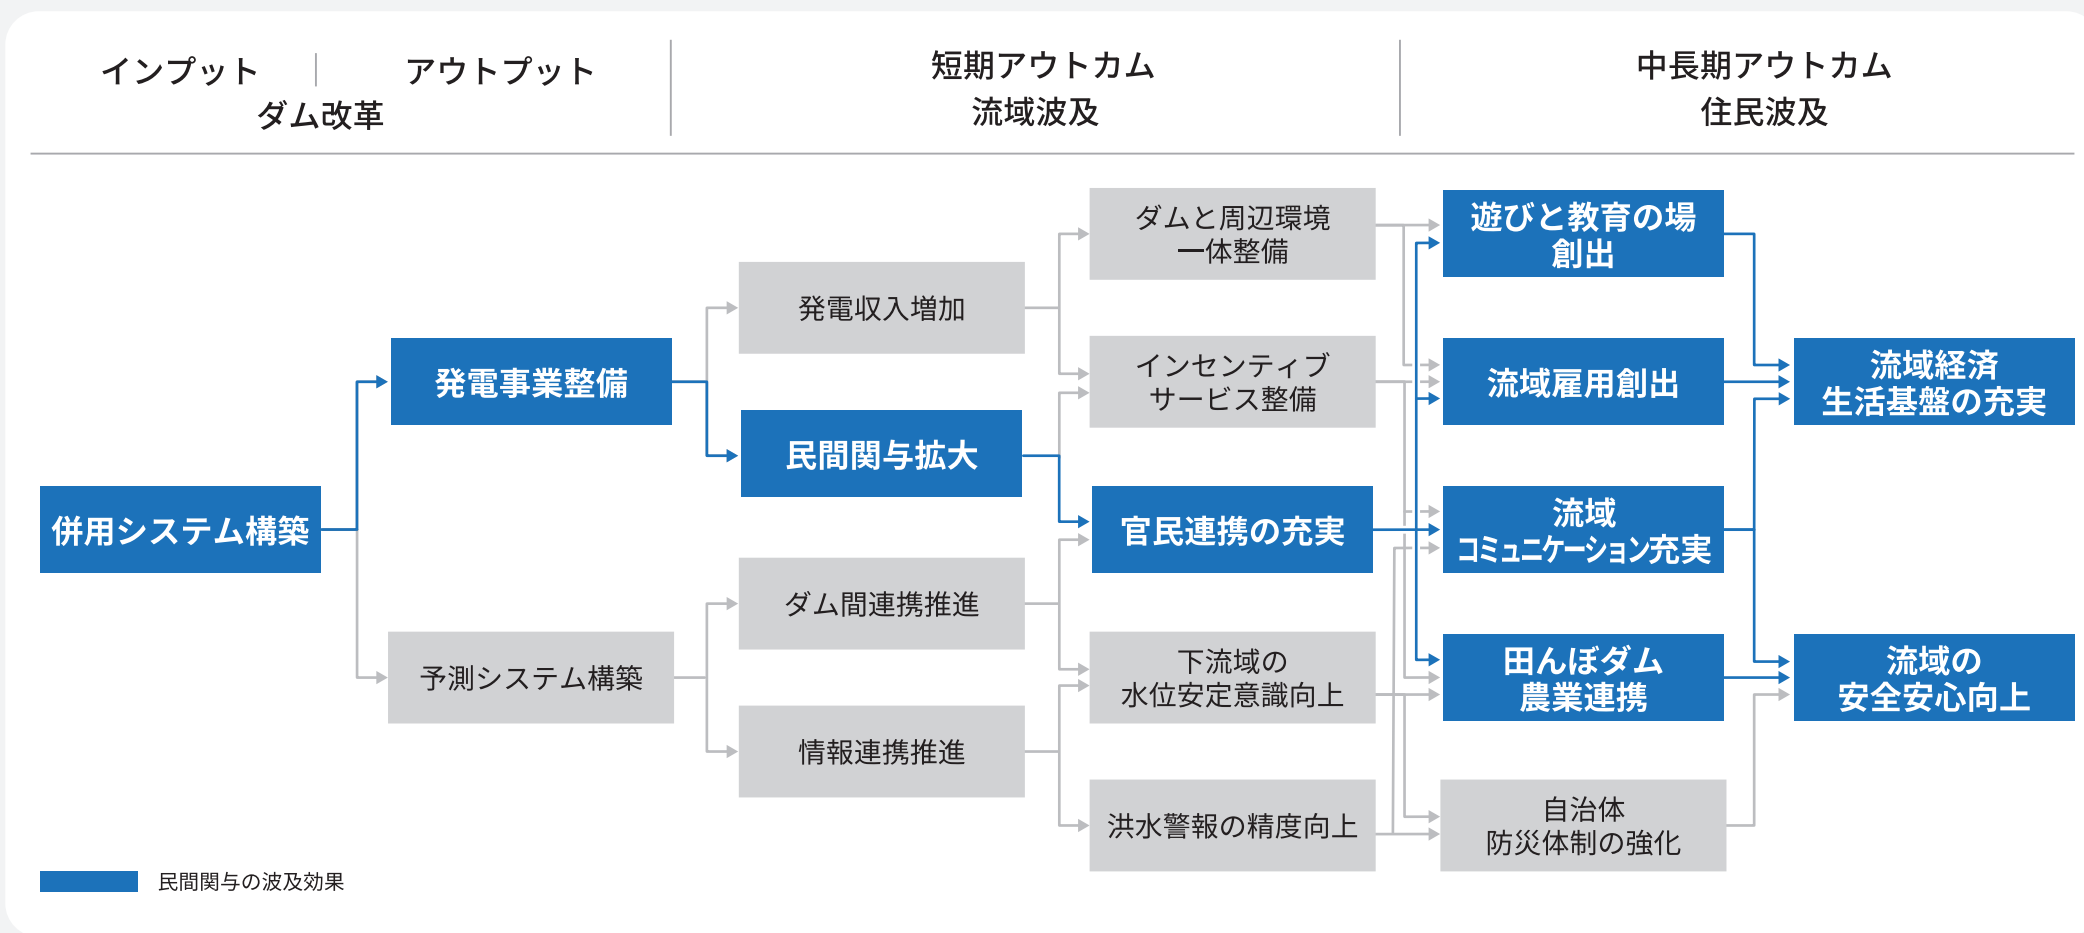 インプット
アウトプット
ダム改革
短期アウトカム
流域波及
中長期アウトカム
住民波及
併用システム構築
発電事業整備
予測システム構築
発電収入増加
民間関与拡大
ダム間連携推進
情報連携推進
ダムと周辺環境
一体整備
インセンティブ
サービス整備
官民連携の充実
下流域の
水位安定意識向上
洪水警報の精度向上
遊びと教育の場
創出
流域雇用創出
流域
コミュニケーション充実
田んぼダム
農業連携
自治体
防災体制の強化
流域経済
生活基盤の充実
流域の
安全安心向上
民間関与の波及効果